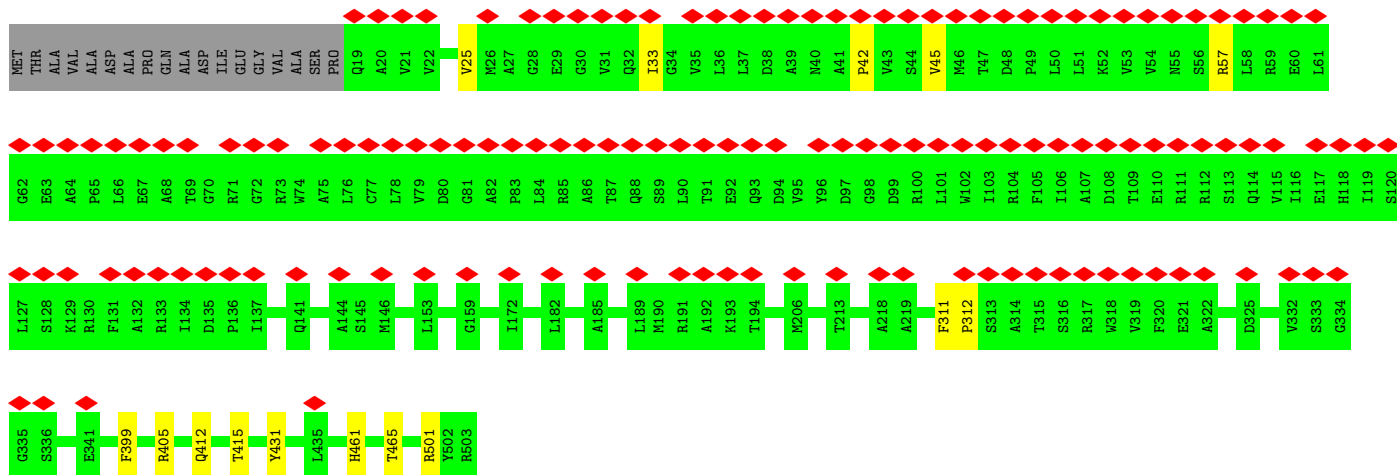 MET THR ALA VAL ALA ASP ALA PRO GLN ALA ASP ILE GLU GLY VAL ALA SER PRO Q19 A20 V21 V22 V25 M26 A27 G28 E29 G30 V31 Q32 I33 G34 V35 L36 L37 D38 A39 N40 A41 P42 V43 S44 V45 M46 T47 D48 P49 L50 L51 K52 V53 V54 N55 S56 R57 L58 R59 E60 L61
G62 E63 A64 P65 L66 E67 A68 T69 G70 R71 G72 R73 W74 A75 L76 C77 L78 V79 D80 G81 A82 P83 L84 R85 A86 T87 Q88 S89 L90 T91 E92 Q93 D94 V95 Y96 D97 G98 D99 R100 L101 W102 I103 R104 F105 I106 A107 D108 T109 E110 R111 R112 S113 Q114 V115 I116 E117 H118 I119 S120
L127 S128 K129 R130 F131 A132 R133 I134 D135 P136 I137 Q141 A144 S145 M146 L153 G159 I172 L182 A185 L189 M190 R191 A192 K193 T194 M206 T213 A218 A219 F311 P312 S313 A314 T315 S316 R317 W318 V319 F320 E321 A322 D325 V332 S333 G334
G335 S336 E341 F399 R405 Q412 T415 Y431 L435 H461 T465 R501 Y502 R503